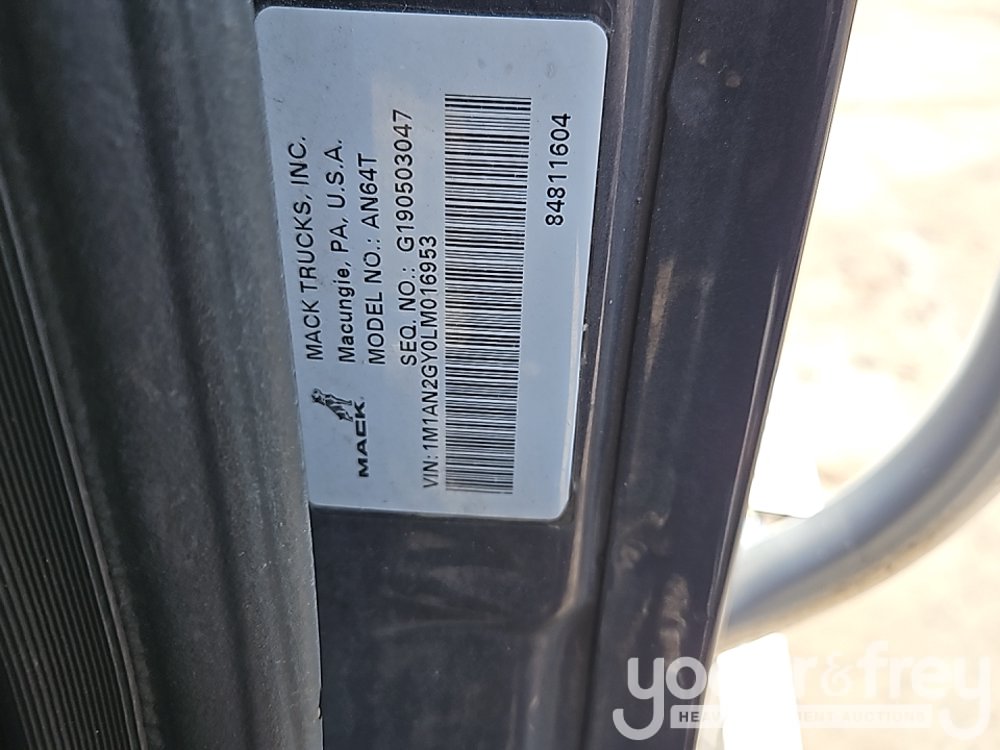 MACK TRUCKS, INC.
Macungie, PA, U.S.A.
MODEL NO.: AN64T
SEQ. NO.: G190503047
VIN: 1M1AN2GY0LM016953
84811604
MACK
yoder&frey
HEAVY EQUIPMENT AUCTIONS